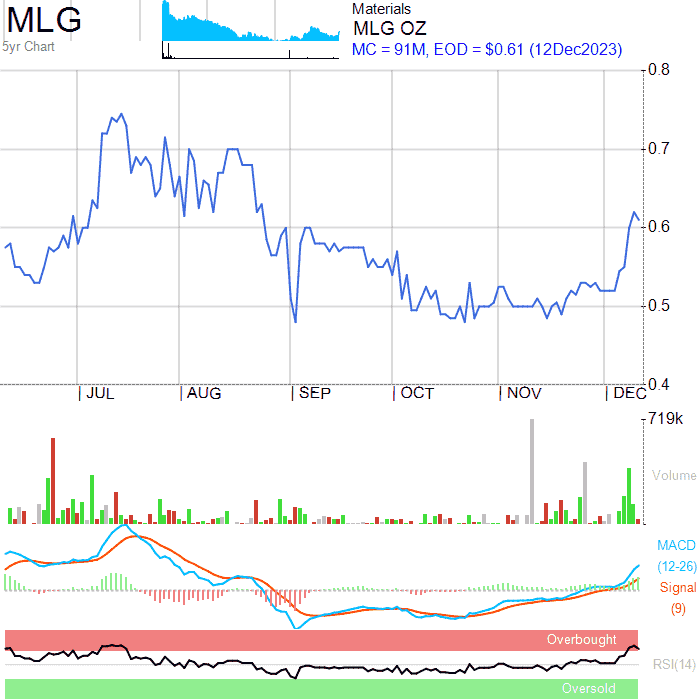 MLG
5yr Chart
Materials
MLG OZ
MC = 91M, EOD = $0.61 (12Dec2023)
0.8
0.7
0.6
0.5
0.4
JUL
AUG
SEP
OCT
NOV
DEC
719k
Volume
MACD
(12-26)
Signal
(9)
Overbought
RSI(14)
Oversold